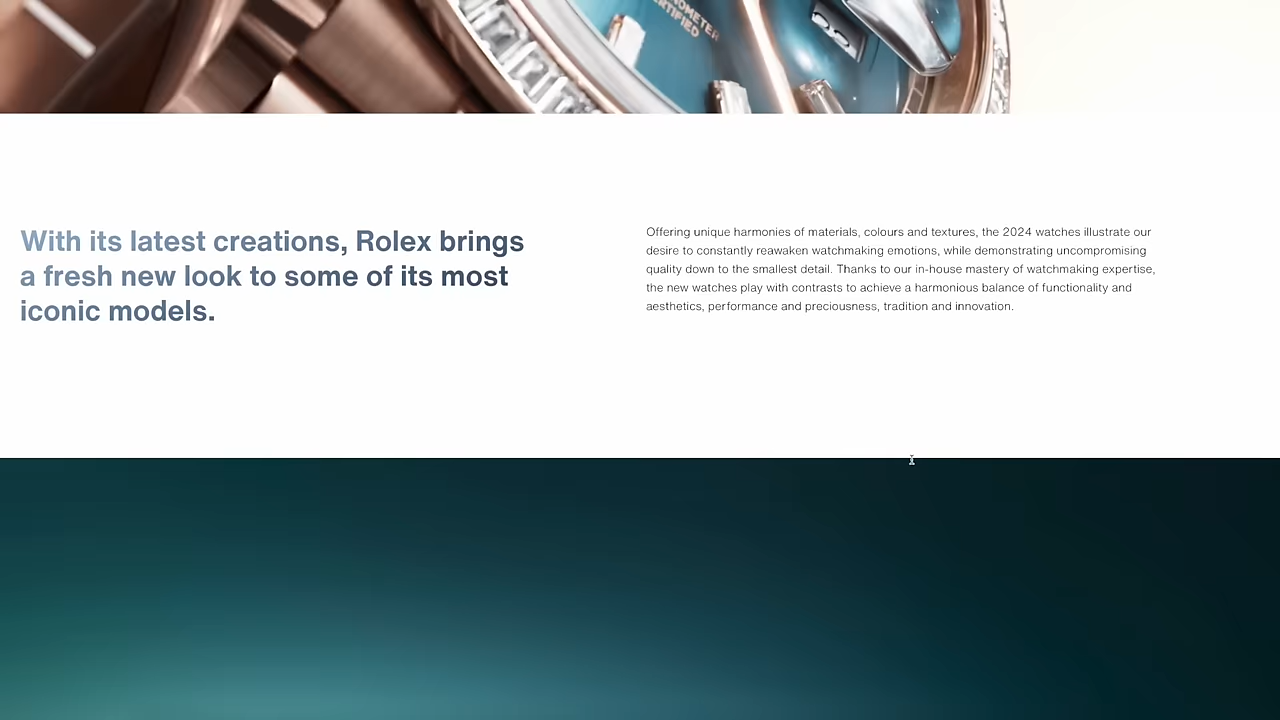 CERTIFIED
With its latest creations, Rolex brings
a fresh new look to some of its most
iconic models.
Offering unique harmonies of materials, colours and textures, the 2024 watches illustrate our
desire to constantly reawaken watchmaking emotions, while demonstrating uncompromising
quality down to the smallest detail. Thanks to our in-house mastery of watchmaking expertise,
the new watches play with contrasts to achieve a harmonious balance of functionality and
aesthetics, performance and preciousness, tradition and innovation.